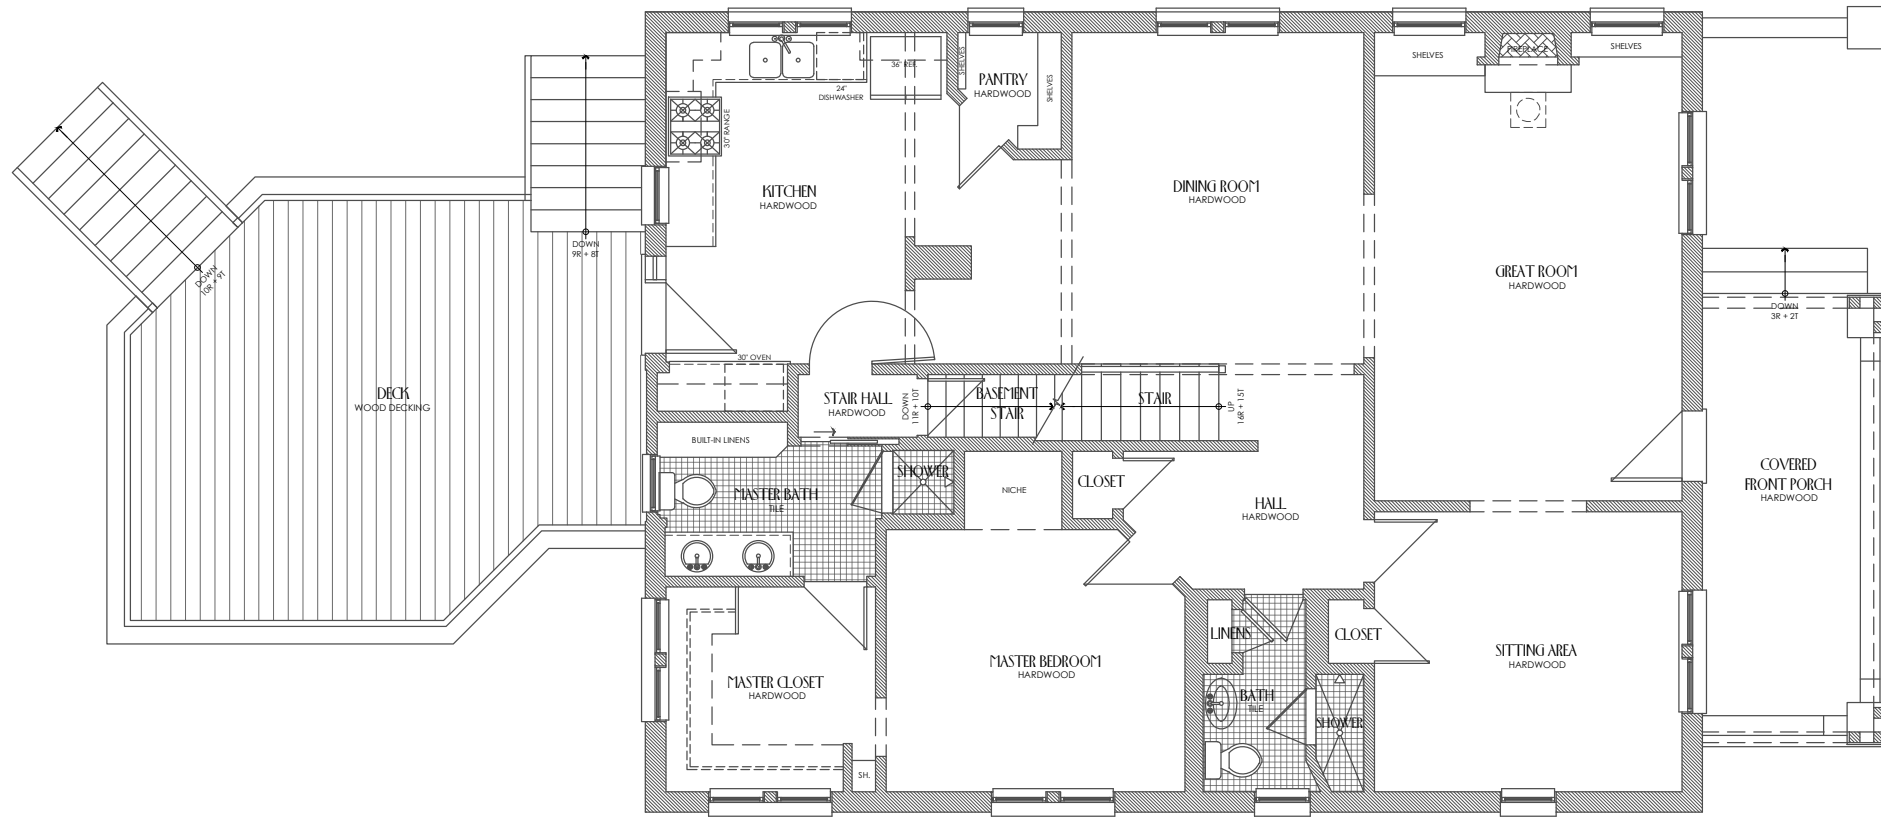 SHELVES
FIREPLACE
SHELVES
36" REF.
SHELVES
PANTRY
HARDWOOD
SHELVES
24"
DISHWASHER
30" RANGE
KITCHEN
HARDWOOD
DINING ROOM
HARDWOOD
DOWN
9R + 8T
DOWN
10R + 9T
GREAT ROOM
HARDWOOD
DOWN
3R + 2T
30" OVEN
DECK
WOOD DECKING
STAIR HALL
HARDWOOD
DOWN
11R + 10T
BASEMENT
STAIR
STAIR
UP
16R + 15T
BUILT-IN LINENS
SHOWER
MASTER BATH
TILE
NICHE
CLOSET
HALL
HARDWOOD
COVERED
FRONT PORCH
HARDWOOD
LINENS
CLOSET
SITTING AREA
HARDWOOD
MASTER BEDROOM
HARDWOOD
MASTER CLOSET
HARDWOOD
BATH
TILE
SHOWER
SH.